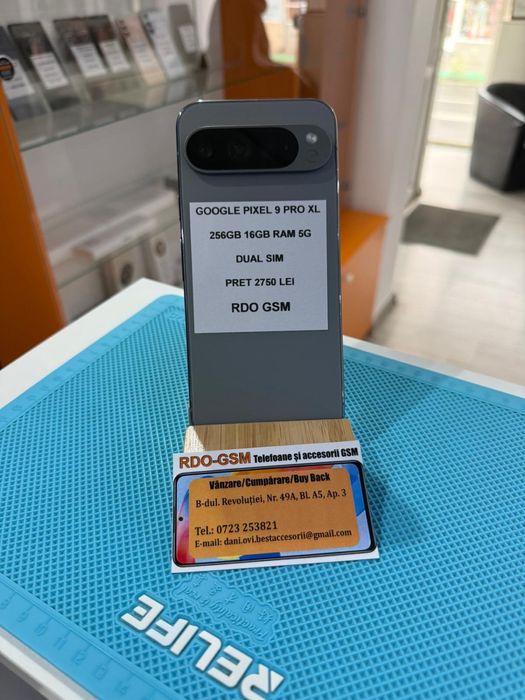 GOOGLE PIXEL 9 PRO XL
256GB 16GB RAM 5G
DUAL SIM
PRET 2750 LEI
RDO GSM
RDO-GSM Telefoane și accesorii GSM
Vânzare/Cumpărare/Buy Back
B-dul. Revoluției, Nr. 49A, Bl. A5, Ap. 3
Tel.: 0723 253821
E-mail: dani.ovi.bestaccesorii@gmail.com
RELIFE